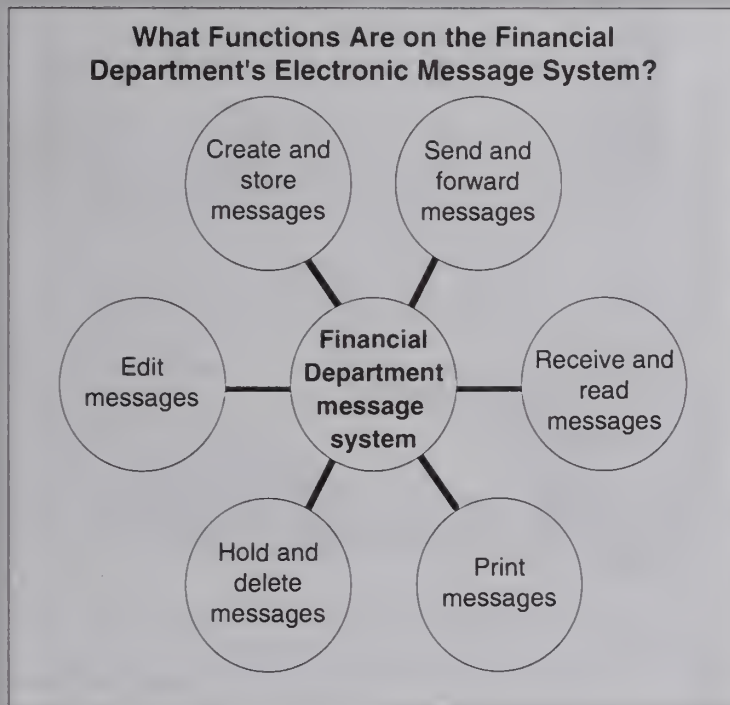 What Functions Are on the Financial
Department's Electronic Message System?
Create and
store
messages
Send and
forward
messages
Edit
messages
Financial
Department
message
system
Receive and
read
messages
Hold and
delete
messages
Print
messages